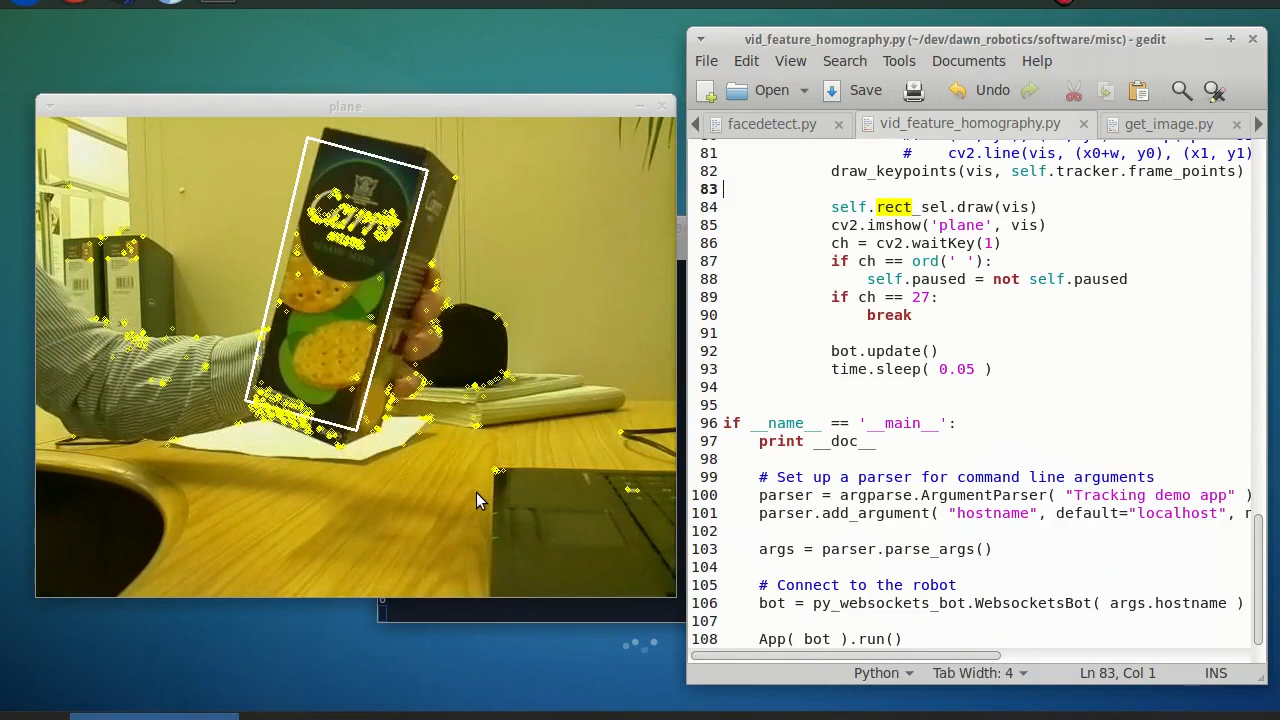 plane
Carr's
vid_feature_homography.py (~/dev/dawn_robotics/software/misc) - gedit
File Edit View Search Tools Documents Help
Open Save Undo
facedetect.py vid_feature_homography.py get_image.py
81 # cv2.line(vis, (x0+w, y0), (x1, y1)
82 draw_keypoints(vis, self.tracker.frame_points)
83
84 self.rect_sel.draw(vis)
85 cv2.imshow('plane', vis)
86 ch = cv2.waitKey(1)
87 if ch == ord(' '):
88 self.paused = not self.paused
89 if ch == 27:
90 break
91
92 bot.update()
93 time.sleep( 0.05 )
94
95
96 if __name__ == '__main__':
97 print __doc__
98
99 # Set up a parser for command line arguments
100 parser = argparse.ArgumentParser( "Tracking demo app" )
101 parser.add_argument( "hostname", default="localhost",
102
103 args = parser.parse_args()
104
105 # Connect to the robot
106 bot = py_websockets_bot.WebsocketsBot( args.hostname )
107
108 App( bot ).run()
Python Tab Width: 4 Ln 83, Col 1 INS